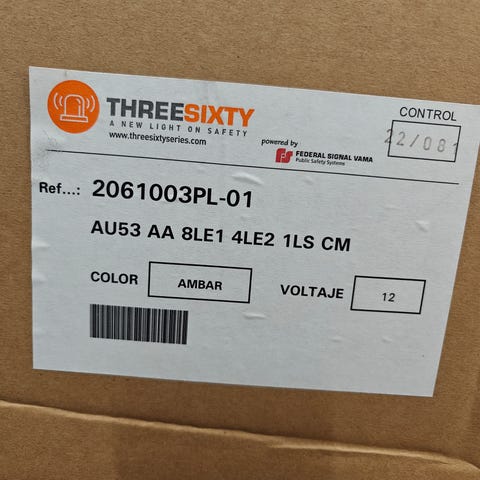 THREESIXTY
A NEW LIGHT ON SAFETY
www.threesixtyseries.com
powered by
FEDERAL SIGNAL VAMA
Public Safety Systems
CONTROL
22/081
Ref...: 2061003PL-01
AU53 AA 8LE1 4LE2 1LS CM
COLOR AMBAR VOLTAJE 12